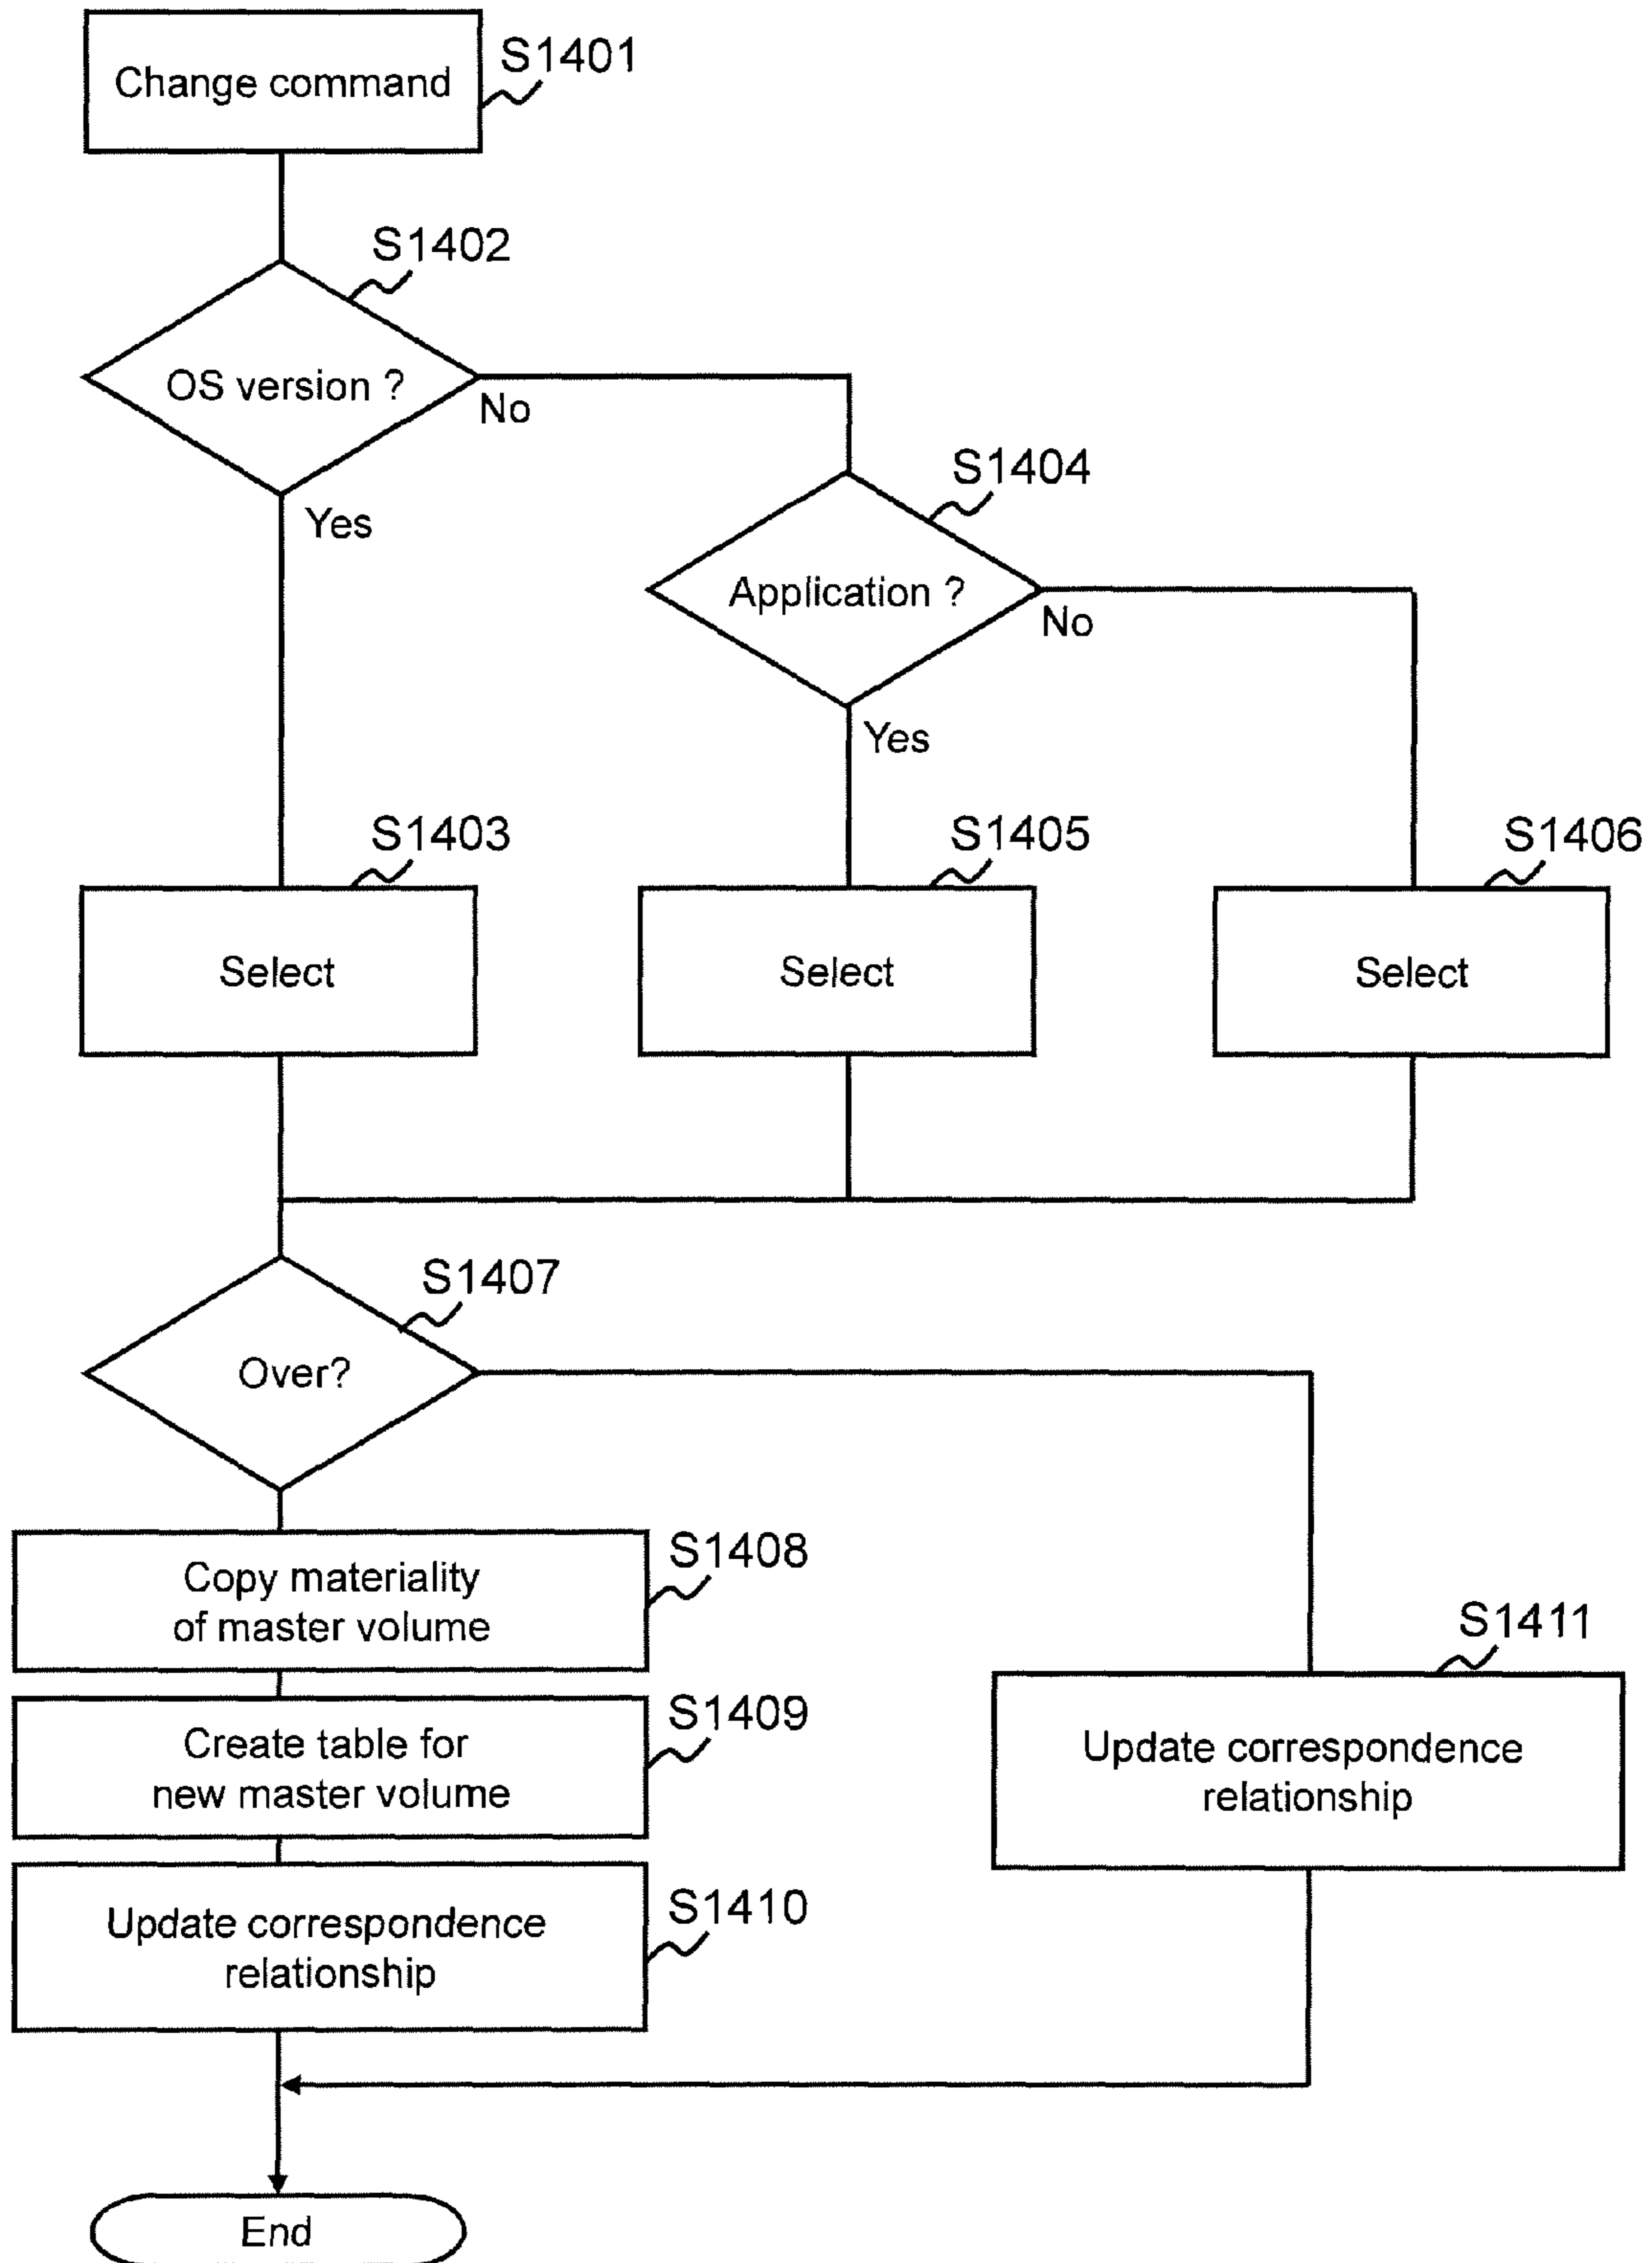 Change command
S1401
S1402
OS version ?
No
Yes
S1404
Application ?
No
Yes
S1403
S1405
S1406
Select
Select
Select
S1407
Over?
Copy materiality
of master volume
S1408
Create table for
new master volume
S1409
Update correspondence
relationship
S1410
S1411
Update correspondence
relationship
End